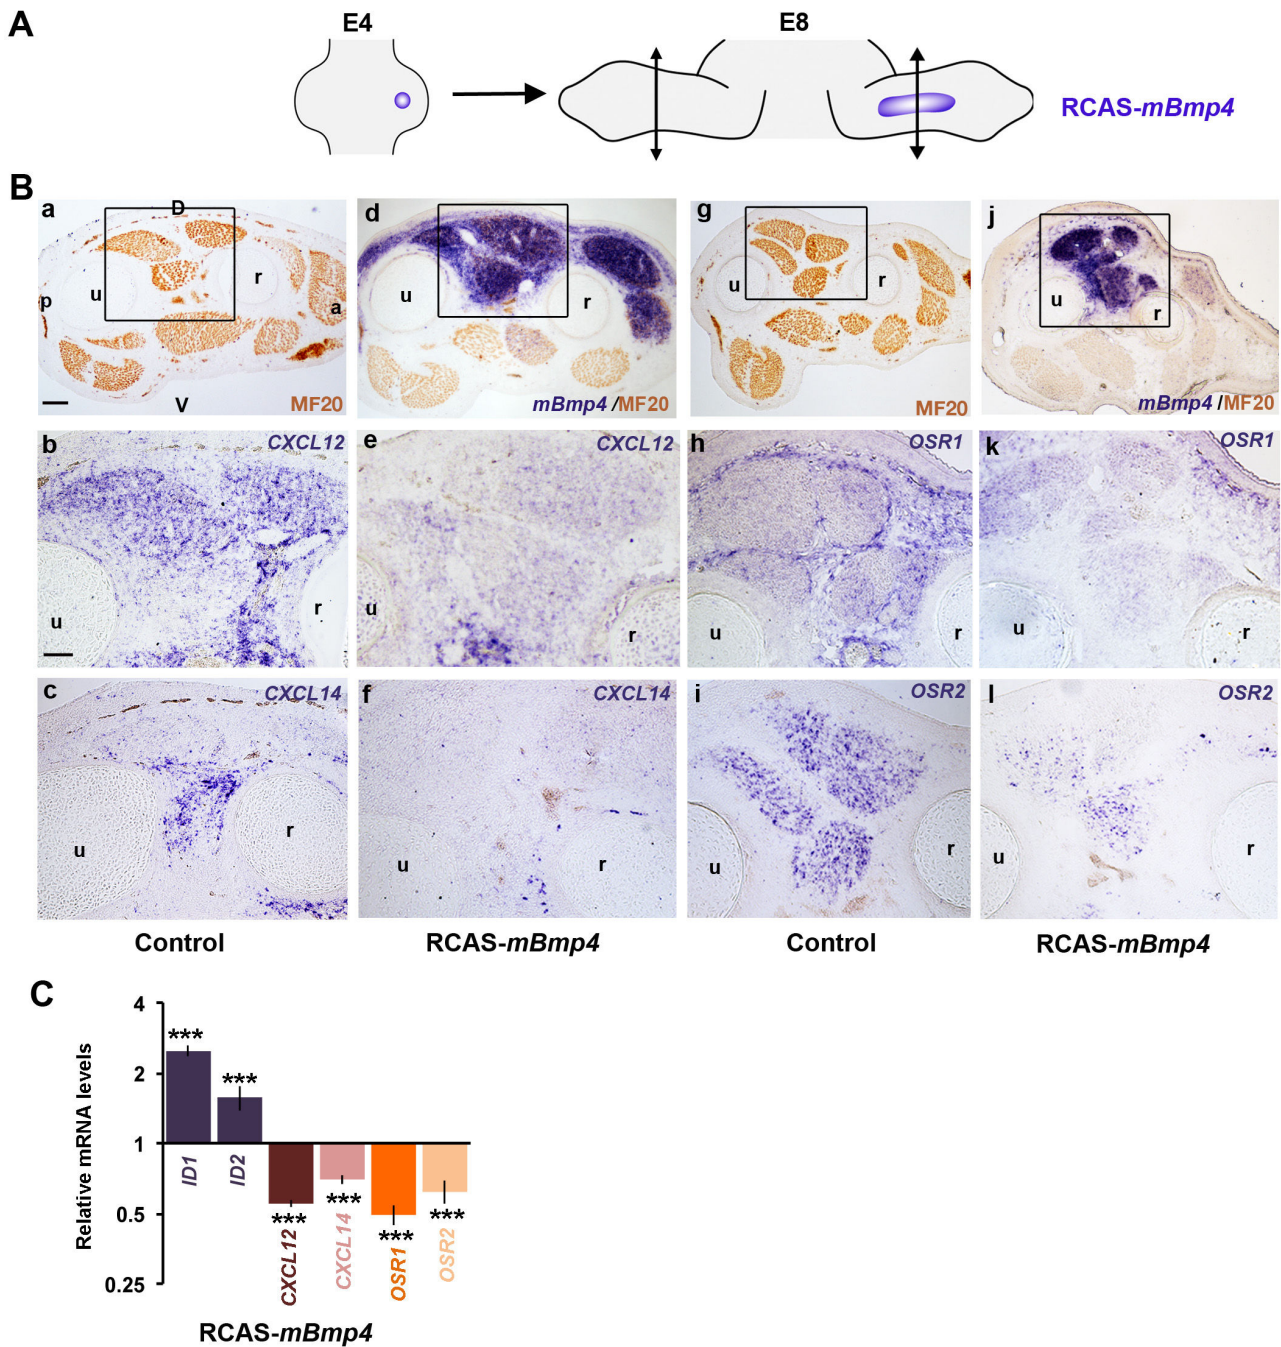 A
E4
E8
RCAS-mBmp4
B
a
D
p
u
r
a
V
MF20
d
u
r
mBmp4 /MF20
g
u
r
MF20
j
u
r
mBmp4 /MF20
b
CXCL12
u
r
e
CXCL12
u
r
h
OSR1
u
r
k
OSR1
u
r
c
CXCL14
u
r
f
CXCL14
u
r
i
OSR2
u
r
l
OSR2
u
r
Control
RCAS-mBmp4
Control
RCAS-mBmp4
C
Relative mRNA levels
4
2
1
0.5
0.25
***
***
***
***
***
***
ID1
ID2
CXCL12
CXCL14
OSR1
OSR2
RCAS-mBmp4